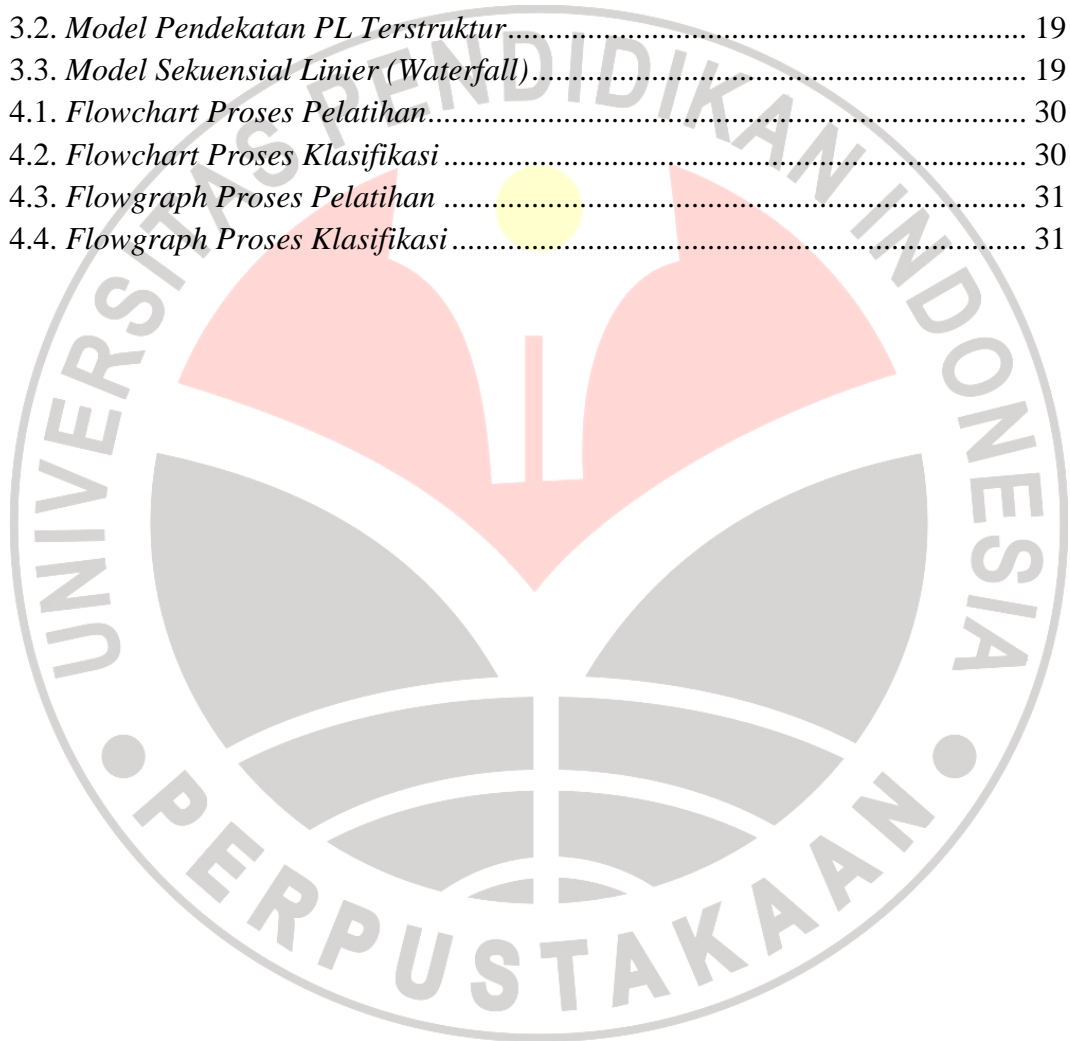 3.2. Model Pendekatan PL Terstruktur.......................................................................................... 19
3.3. Model Sekuensial Linier (Waterfall)..................................................................................... 19
4.1. Flowchart Proses Pelatihan..................................................................................................... 30
4.2. Flowchart Proses Klasifikasi.................................................................................................. 30
4.3. Flowgraph Proses Pelatihan................................................................................................... 31
4.4. Flowgraph Proses Klasifikasi................................................................................................ 31
UNIVERSITAS PENDIDIKAN INDONESIA
PERPUSTAKAAN